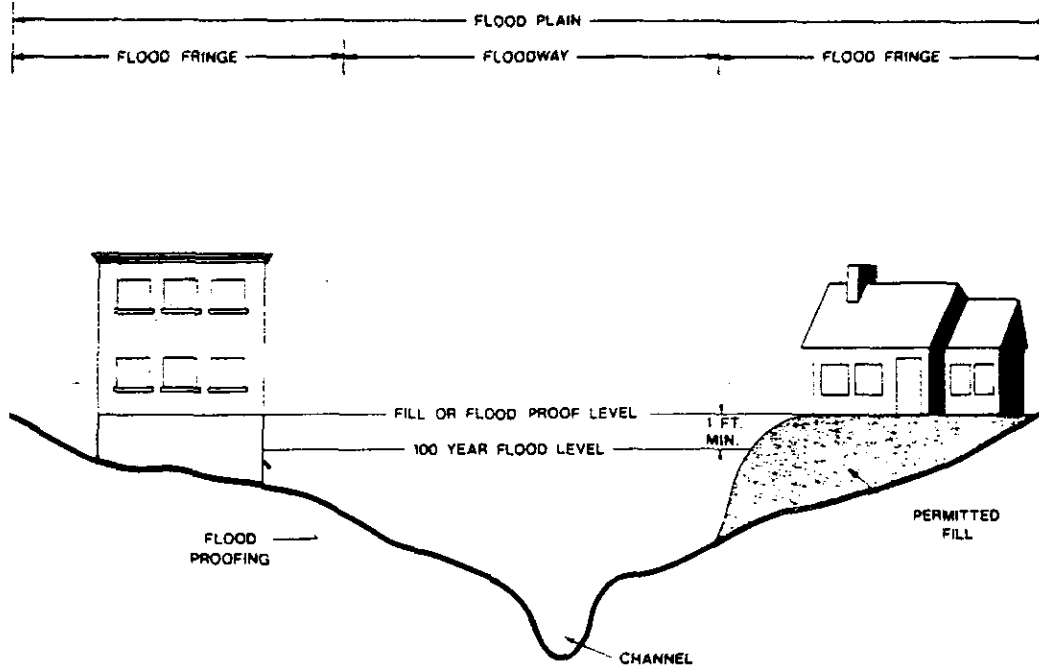 FLOOD PLAIN
FLOOD FRINGE
FLOODWAY
FLOOD FRINGE
FILL OR FLOOD PROOF LEVEL
1 FT.
MIN.
100 YEAR FLOOD LEVEL
FLOOD
PROOFING
PERMITTED
FILL
CHANNEL